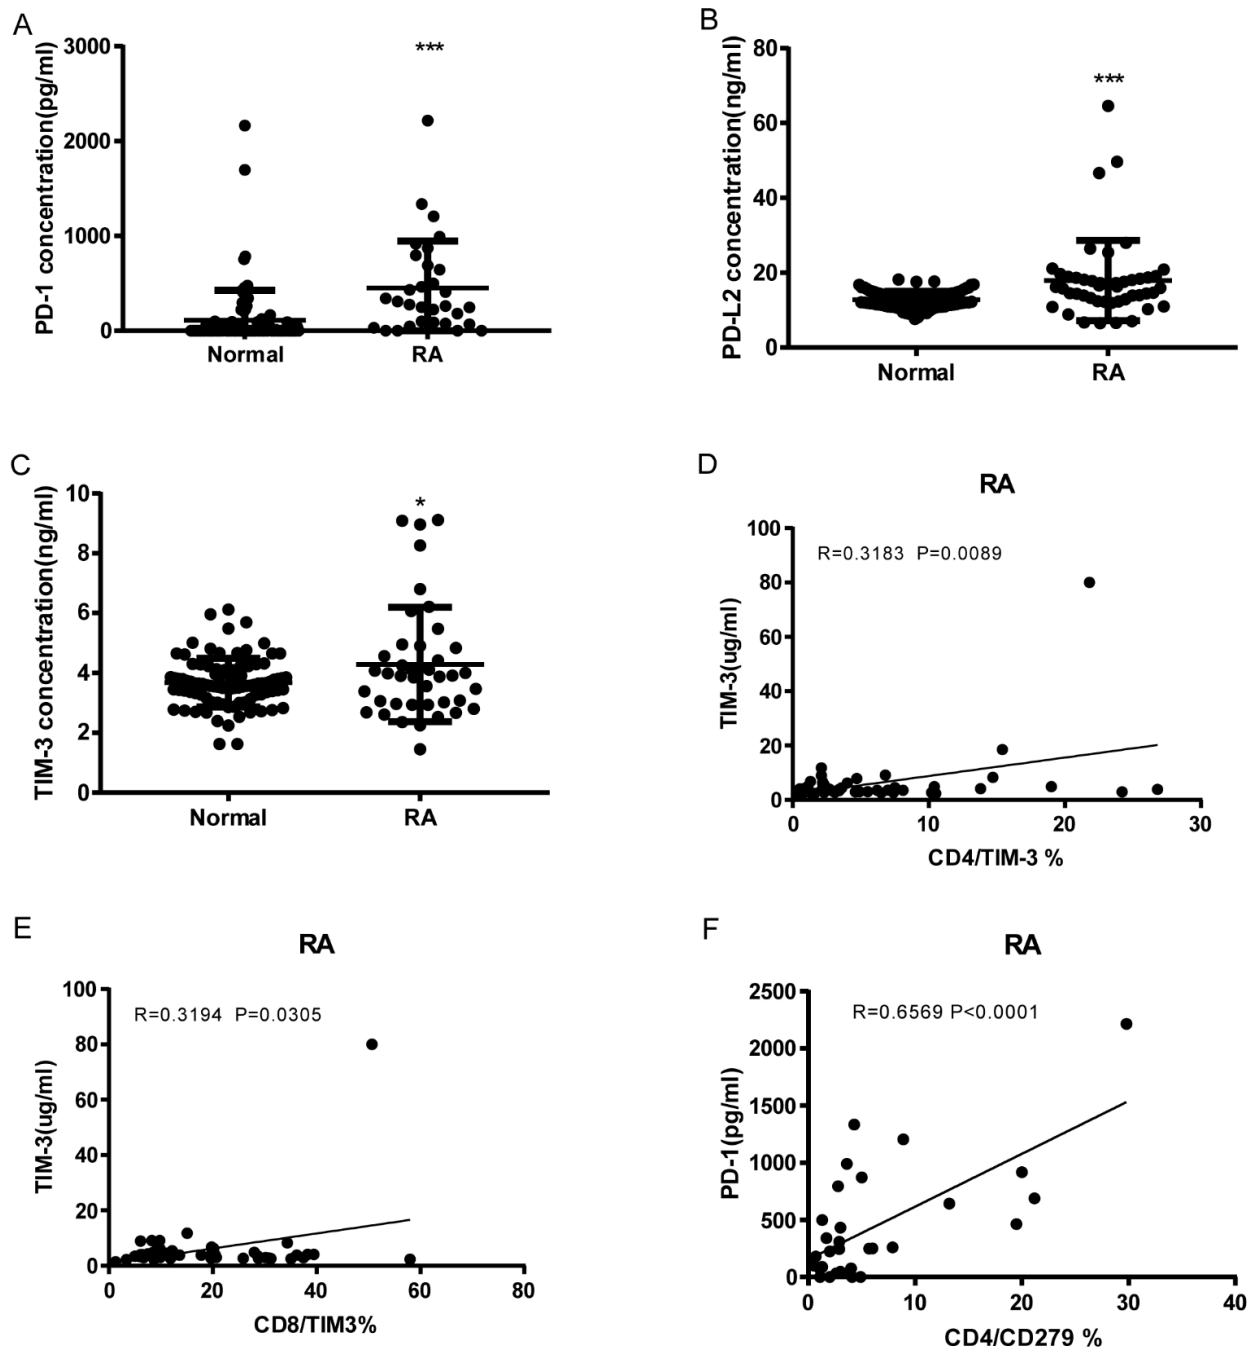 A
PD-1 concentration(pg/ml)
3000
2000
1000
0
***
Normal
RA
B
PD-L2 concentration(ng/ml)
80
60
40
20
0
***
Normal
RA
C
TIM-3 concentration(ng/ml)
10
8
6
4
2
0
*
Normal
RA
D
RA
TIM-3(ug/ml)
100
80
60
40
20
0
R=0.3183 P=0.0089
0
10
20
30
CD4/TIM-3 %
E
RA
TIM-3(ug/ml)
100
80
60
40
20
0
R=0.3194 P=0.0305
0
20
40
60
80
CD8/TIM3%
F
RA
PD-1(pg/ml)
2500
2000
1500
1000
500
0
R=0.6569 P<0.0001
0
10
20
30
40
CD4/CD279 %